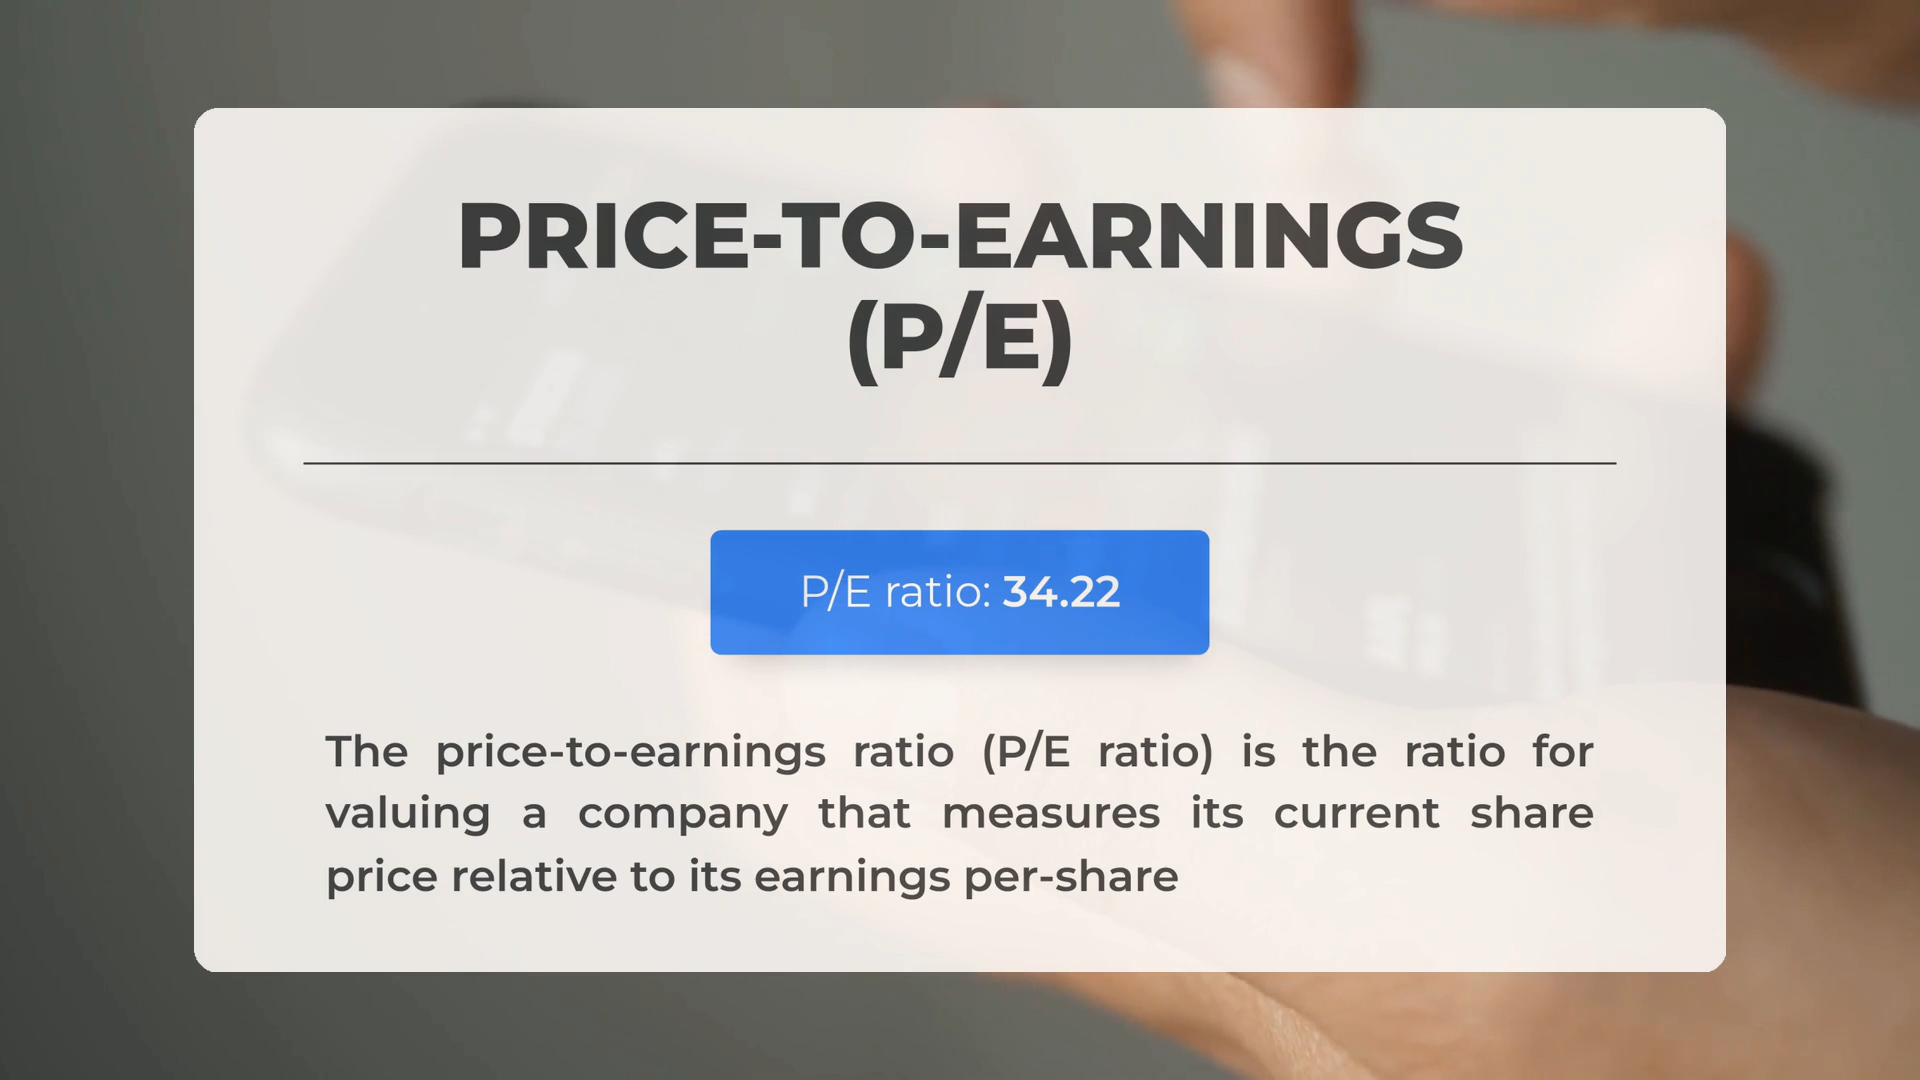 PRICE-TO-EARNINGS
(P/E)
P/E ratio: 34.22
The price-to-earnings ratio (P/E ratio) is the ratio for
valuing a company that measures its current share
price relative to its earnings per-share